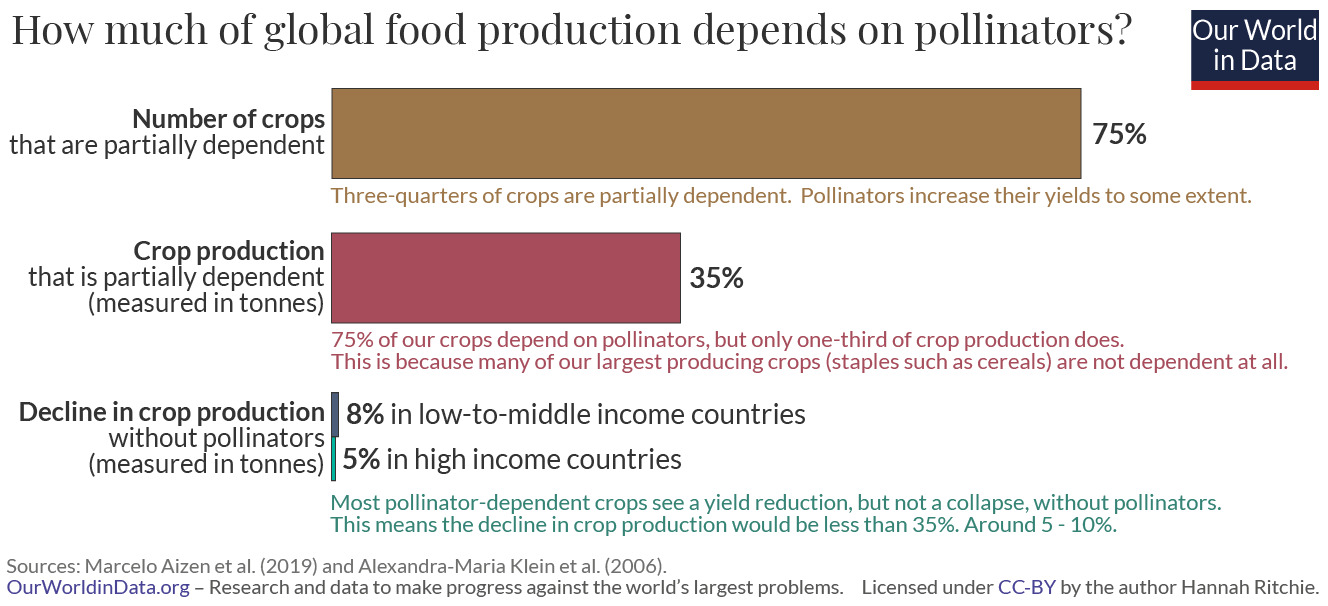 How much of global food production depends on pollinators?
Our World
in Data
Number of crops
that are partially dependent
75%
Three-quarters of crops are partially dependent. Pollinators increase their yields to some extent.
Crop production
that is partially dependent
(measured in tonnes)
35%
75% of our crops depend on pollinators, but only one-third of crop production does.
This is because many of our largest producing crops (staples such as cereals) are not dependent at all.
Decline in crop production
without pollinators
(measured in tonnes)
8% in low-to-middle income countries
5% in high income countries
Most pollinator-dependent crops see a yield reduction, but not a collapse, without pollinators.
This means the decline in crop production would be less than 35%. Around 5 - 10%.
Sources: Marcelo Aizen et al. (2019) and Alexandra-Maria Klein et al. (2006).
OurWorldinData.org – Research and data to make progress against the world's largest problems.
Licensed under CC-BY by the author Hannah Ritchie.